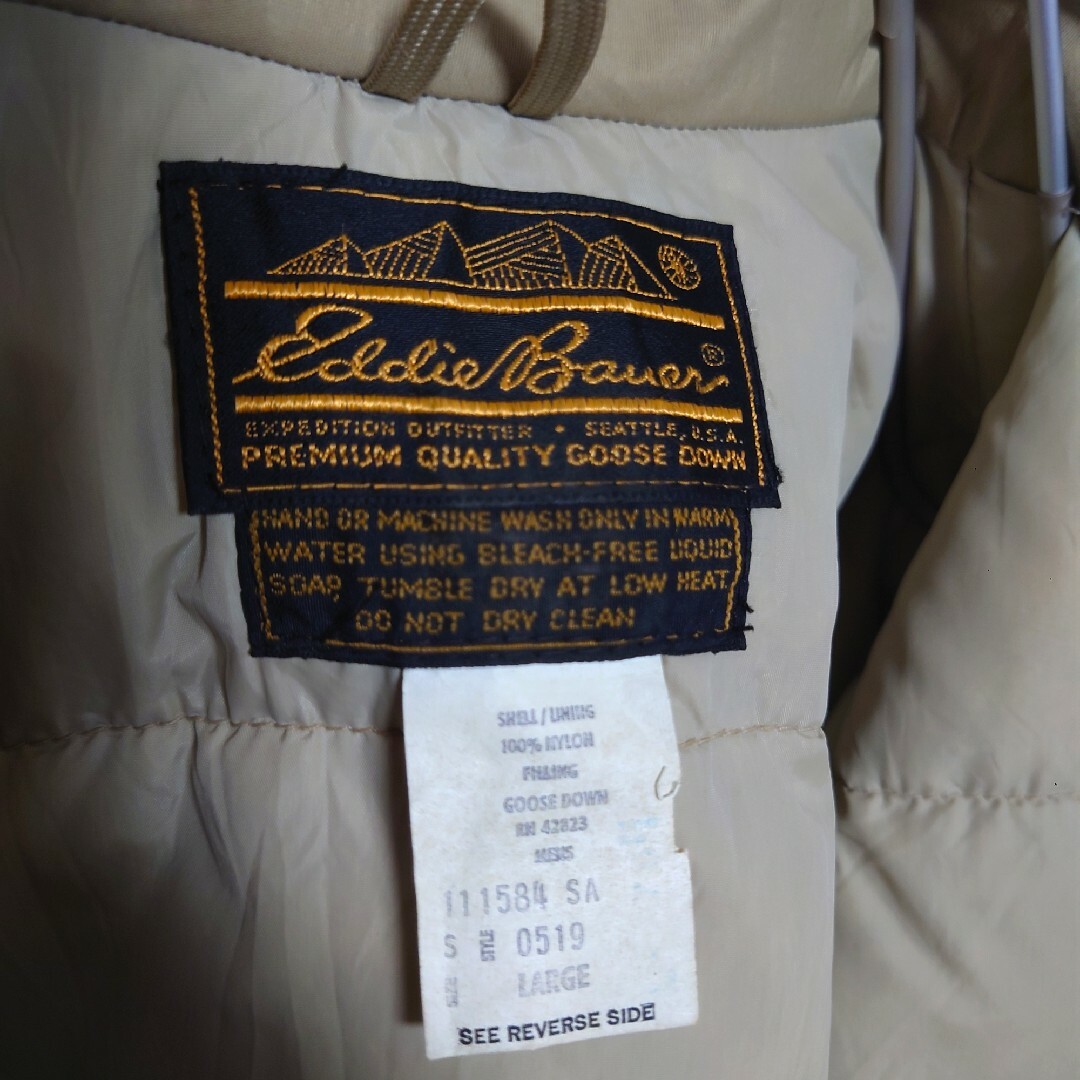 Eddie Bauer®
EXPEDITION OUTFITTER • SEATTLE, U.S.A.
PREMIUM QUALITY GOOSE DOWN
HAND OR MACHINE WASH ONLY IN WARM
WATER USING BLEACH-FREE LIQUID
SOAP, TUMBLE DRY AT LOW HEAT.
DO NOT DRY CLEAN
SHELL/LINING
100% NYLON
FILLING
GOOSE DOWN
RN 42823
MENS
111584 SA
S STYLE 0519
SIZE LARGE
SEE REVERSE SIDE